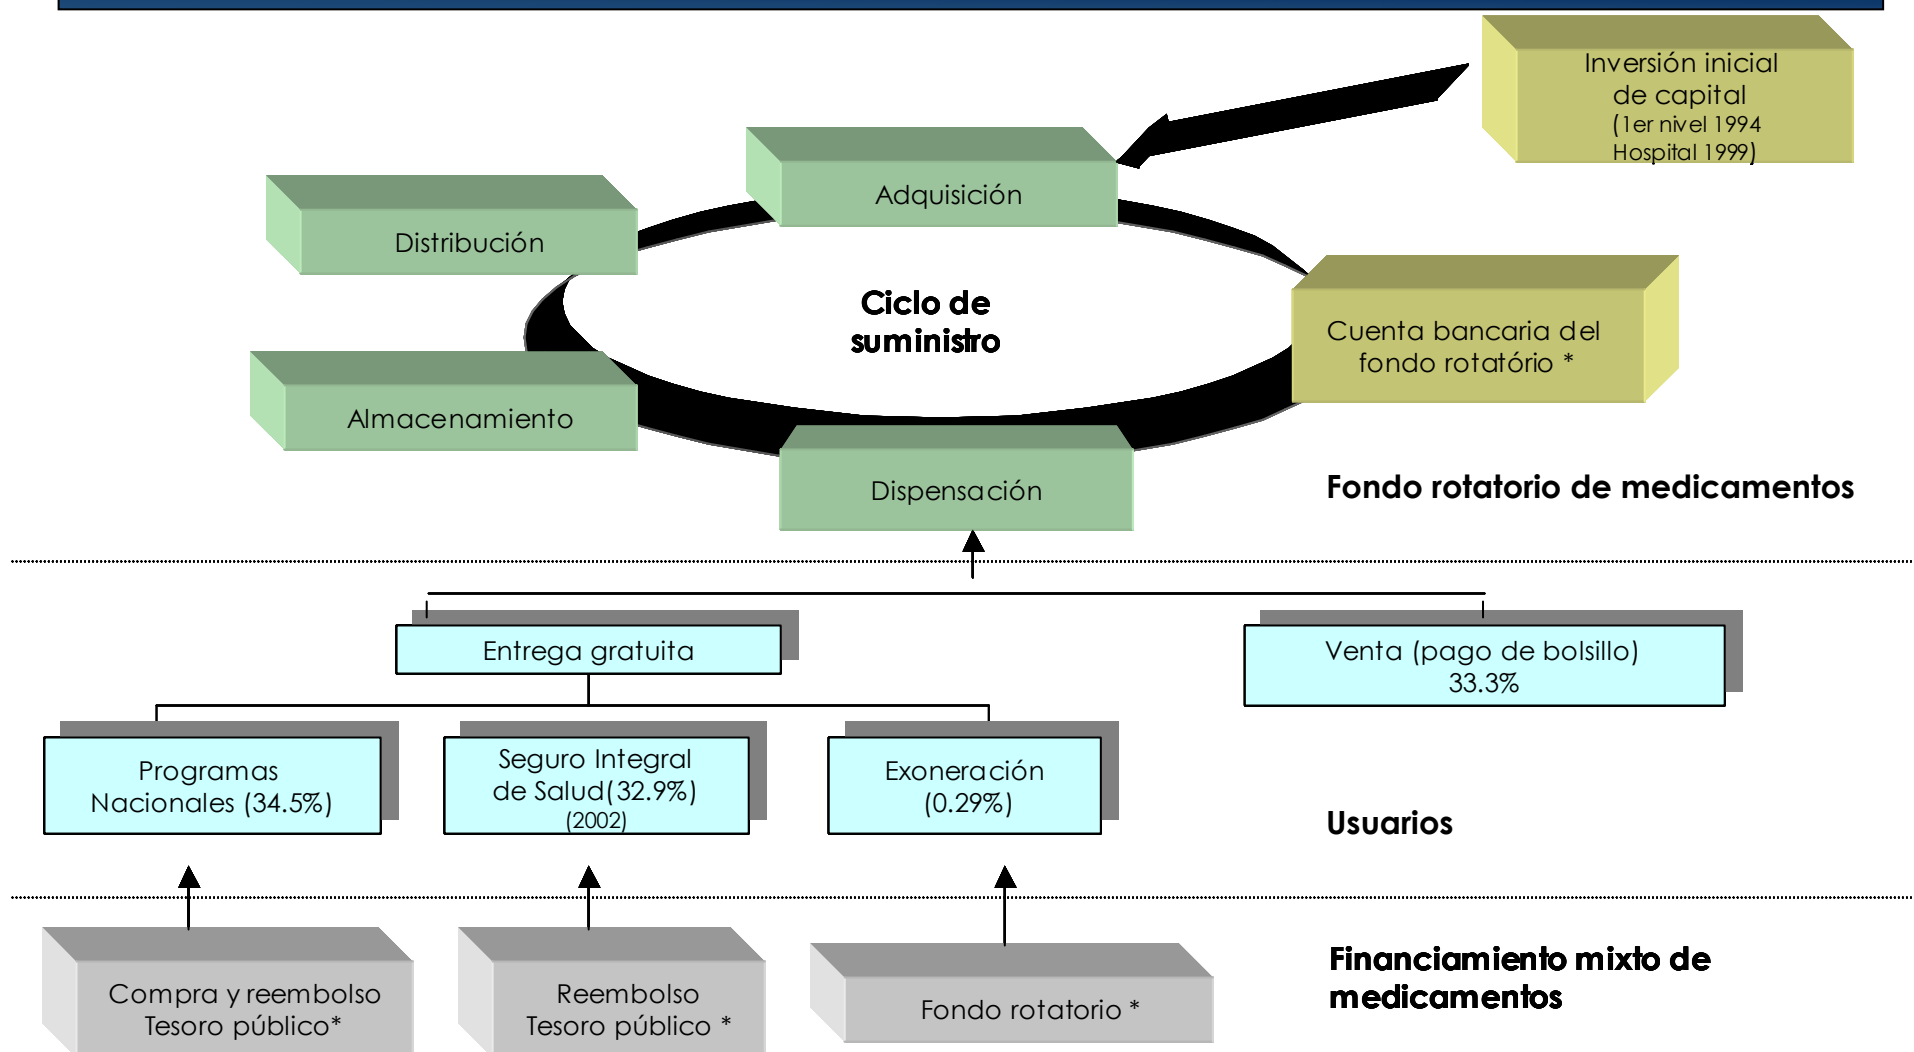 Inversión inicial
de capital
(1er nivel 1994
Hospital 1999)
Adquisición
Distribución
Ciclo de
suministro
Cuenta bancaria del
fondo rotatório *
Almacenamiento
Dispensación
Fondo rotatorio de medicamentos
Entrega gratuita
Venta (pago de bolsillo)
33.3%
Programas
Nacionales (34.5%)
Seguro Integral
de Salud(32.9%)
(2002)
Exoneración
(0.29%)
Usuarios
Compra y reembolso
Tesoro público*
Reembolso
Tesoro público *
Fondo rotatorio *
Financiamiento mixto de
medicamentos